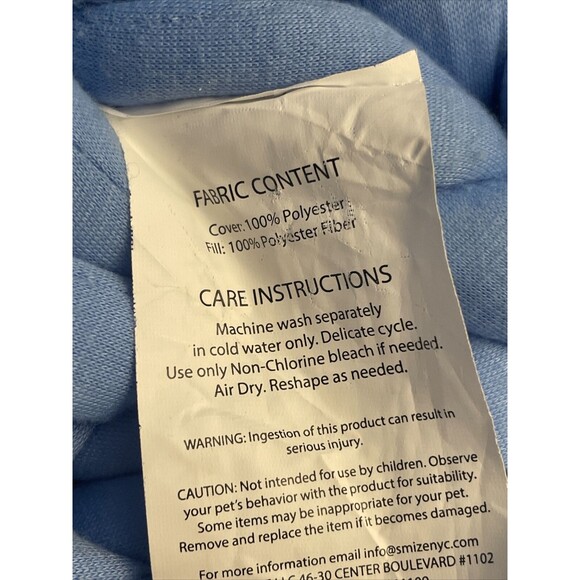 FABRIC CONTENT
Cover:100% Polyester
Fill: 100% Polyester Fiber
CARE INSTRUCTIONS
Machine wash separately
in cold water only. Delicate cycle.
Use only Non-Chlorine bleach if needed.
Air Dry. Reshape as needed.
WARNING: Ingestion of this product can result in
serious injury.
CAUTION: Not intended for use by children. Observe
your pet's behavior with the product for suitability.
Some items may be inappropriate for your pet.
Remove and replace the item if it becomes damaged.
For more information email info@smizenyc.com
46-30 CENTER BOULEVARD #1102